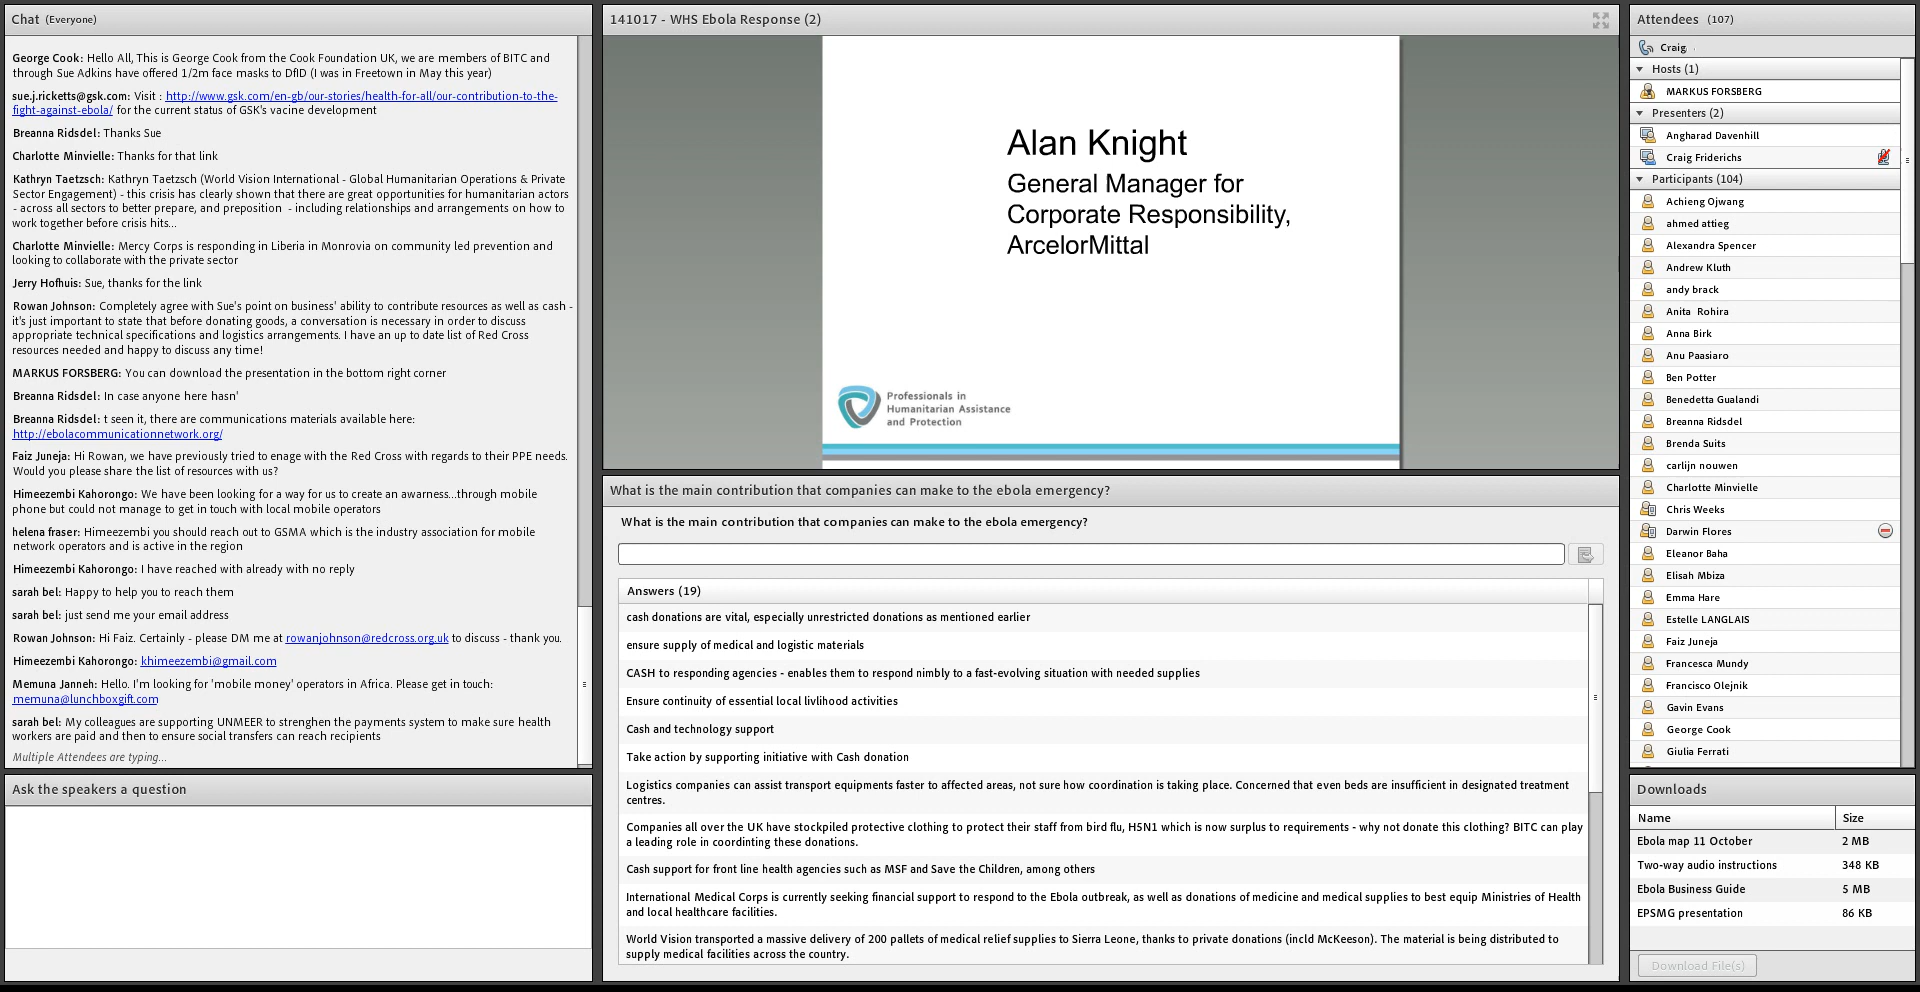 Chat (Everyone)
George Cook: Hello All, This is George Cook from the Cook Foundation UK, we are members of BITC and
through Sue Adkins have offered 1/2m face masks to DfID (I was in Freetown in May this year)
sue.j.ricketts@gsk.com: Visit : http://www.gsk.com/en-gb/our-stories/health-for-all/our-contribution-to-the-
fight-against-ebola/ for the current status of GSK's vacine development
Breanna Ridsdel: Thanks Sue
Charlotte Minvielle: Thanks for that link
Kathryn Taetzsch: Kathryn Taetzsch (World Vision International - Global Humanitarian Operations & Private
Sector Engagement) - this crisis has clearly shown that there are great opportunities for humanitarian actors
- across all sectors to better prepare, and preposition - including relationships and arrangements on how to
work together before crisis hits...
Charlotte Minvielle: Mercy Corps is responding in Liberia in Monrovia on community led prevention and
looking to collaborate with the private sector
Jerry Hofhuis: Sue, thanks for the link
Rowan Johnson: Completely agree with Sue's point on business' ability to contribute resources as well as cash -
it's just important to state that before donating goods, a conversation is necessary in order to discuss
appropriate technical specifications and logistics arrangements. I have an up to date list of Red Cross
resources needed and happy to discuss any time!
MARKUS FORSBERG: You can download the presentation in the bottom right corner
Breanna Ridsdel: In case anyone here hasn'
Breanna Ridsdel: t seen it, there are communications materials available here:
http://ebolacommunicationnetwork.org/
Faiz Juneja: Hi Rowan, we have previously tried to enage with the Red Cross with regards to their PPE needs.
Would you please share the list of resources with us?
Himeezembi Kahorongo: We have been looking for a way for us to create an awarness...through mobile
phone but could not manage to get in touch with local mobile operators
helena fraser: Himeezembi you should reach out to GSMA which is the industry association for mobile
network operators and is active in the region
Himeezembi Kahorongo: I have reached with already with no reply
sarah bel: Happy to help you to reach them
sarah bel: just send me your email address
Rowan Johnson: Hi Faiz. Certainly - please DM me at rowanjohnson@redcross.org.uk to discuss - thank you.
Himeezembi Kahorongo: khimeezembi@gmail.com
Memuna Janneh: Hello. I'm looking for 'mobile money' operators in Africa. Please get in touch:
memuna@lunchboxgift.com
sarah bel: My colleagues are supporting UNMEER to strenghten the payments system to make sure health
workers are paid and then to ensure social transfers can reach recipients
Multiple Attendees are typing...
Ask the speakers a question
141017 - WHS Ebola Response (2)
Alan Knight
General Manager for
Corporate Responsibility,
ArcelorMittal
Professionals in
Humanitarian Assistance
and Protection
What is the main contribution that companies can make to the ebola emergency?
What is the main contribution that companies can make to the ebola emergency?
Answers (19)
cash donations are vital, especially unrestricted donations as mentioned earlier
ensure supply of medical and logistic materials
CASH to responding agencies - enables them to respond nimbly to a fast-evolving situation with needed supplies
Ensure continuity of essential local livlihood activities
Cash and technology support
Take action by supporting initiative with Cash donation
Logistics companies can assist transport equipments faster to affected areas, not sure how coordination is taking place. Concerned that even beds are insufficient in designated treatment
centres.
Companies all over the UK have stockpiled protective clothing to protect their staff from bird flu, H5N1 which is now surplus to requirements - why not donate this clothing? BITC can play
a leading role in coordinting these donations.
Cash support for front line health agencies such as MSF and Save the Children, among others
International Medical Corps is currently seeking financial support to respond to the Ebola outbreak, as well as donations of medicine and medical supplies to best equip Ministries of Health
and local healthcare facilities.
World Vision transported a massive delivery of 200 pallets of medical relief supplies to Sierra Leone, thanks to private donations (incld McKeeson). The material is being distributed to
supply medical facilities across the country.
Attendees (107)
Craig
Hosts (1)
MARKUS FORSBERG
Presenters (2)
Angharad Davenhill
Craig Friderichs
Participants (104)
Achieng Ojwang
ahmed attieg
Alexandra Spencer
Andrew Kluth
andy brack
Anita Rohira
Anna Birk
Anu Paasiaro
Ben Potter
Benedetta Gualandi
Breanna Ridsdel
Brenda Suits
carlijn nouwen
Charlotte Minvielle
Chris Weeks
Darwin Flores
Eleanor Baha
Elisah Mbiza
Emma Hare
Estelle LANGLAIS
Faiz Juneja
Francesca Mundy
Francisco Olejnik
Gavin Evans
George Cook
Giulia Ferrati
Downloads
Name Size
Ebola map 11 October 2 MB
Two-way audio instructions 348 KB
Ebola Business Guide 5 MB
EPSMG presentation 86 KB
Download File(s)